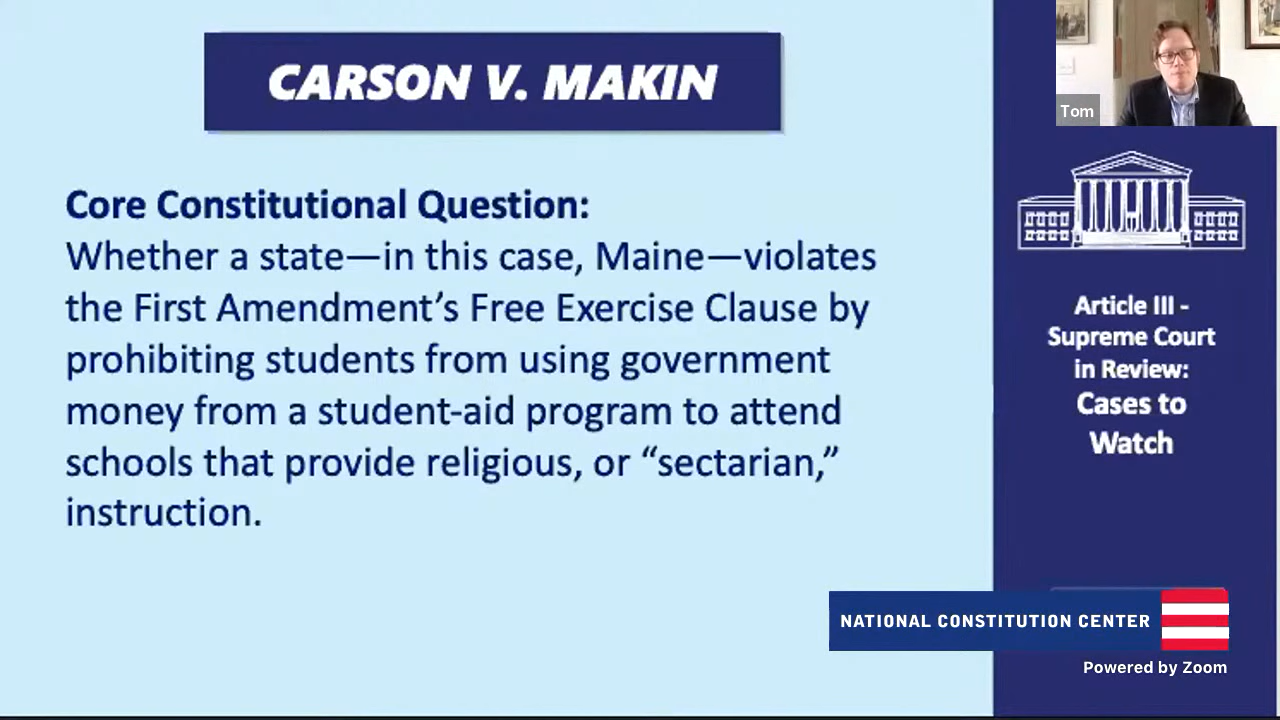 CARSON V. MAKIN
Core Constitutional Question:
Whether a state—in this case, Maine—violates
the First Amendment’s Free Exercise Clause by
prohibiting students from using government
money from a student-aid program to attend
schools that provide religious, or “sectarian,”
instruction.
Tom
Article III -
Supreme Court
in Review:
Cases to
Watch
NATIONAL CONSTITUTION CENTER
Powered by Zoom